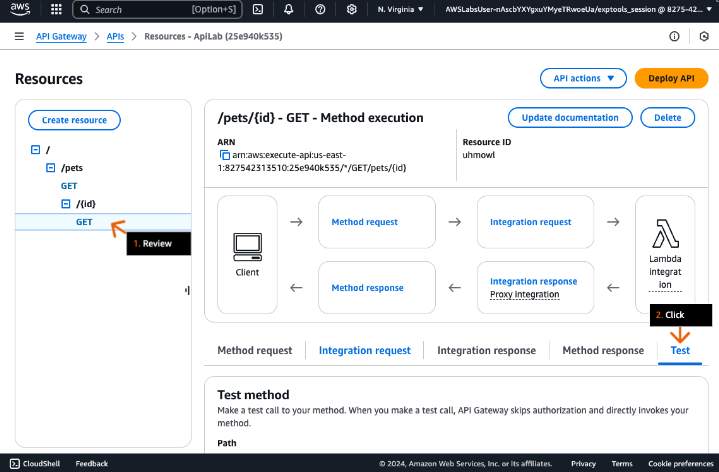 aws
Search
[Option+S]
N. Virginia ▼
AWSLabsUser-nAscbYXYgxuYMyeTRwoeUa/exptools_session @ 8275-42...
API Gateway > APIs > Resources - ApiLab (25e940k535)
Resources
API actions ▼
Deploy API
Create resource
/
/pets
GET
/{id}
GET
1. Review
/pets/{id} - GET - Method execution
Update documentation
Delete
ARN
arn:aws:execute-api:us-east-
1:827542313510:25e940k535/*/GET/pets/{id}
Resource ID
uhmowl
Client
Method request
Integration request
Method response
Integration response
Proxy integration
Lambda
integrat
ion
2. Click
Method request
Integration request
Integration response
Method response
Test
Test method
Make a test call to your method. When you make a test call, API Gateway skips authorization and directly invokes your
method.
Path
CloudShell
Feedback
© 2024, Amazon Web Services, Inc. or its affiliates.
Privacy
Terms
Cookie preferences